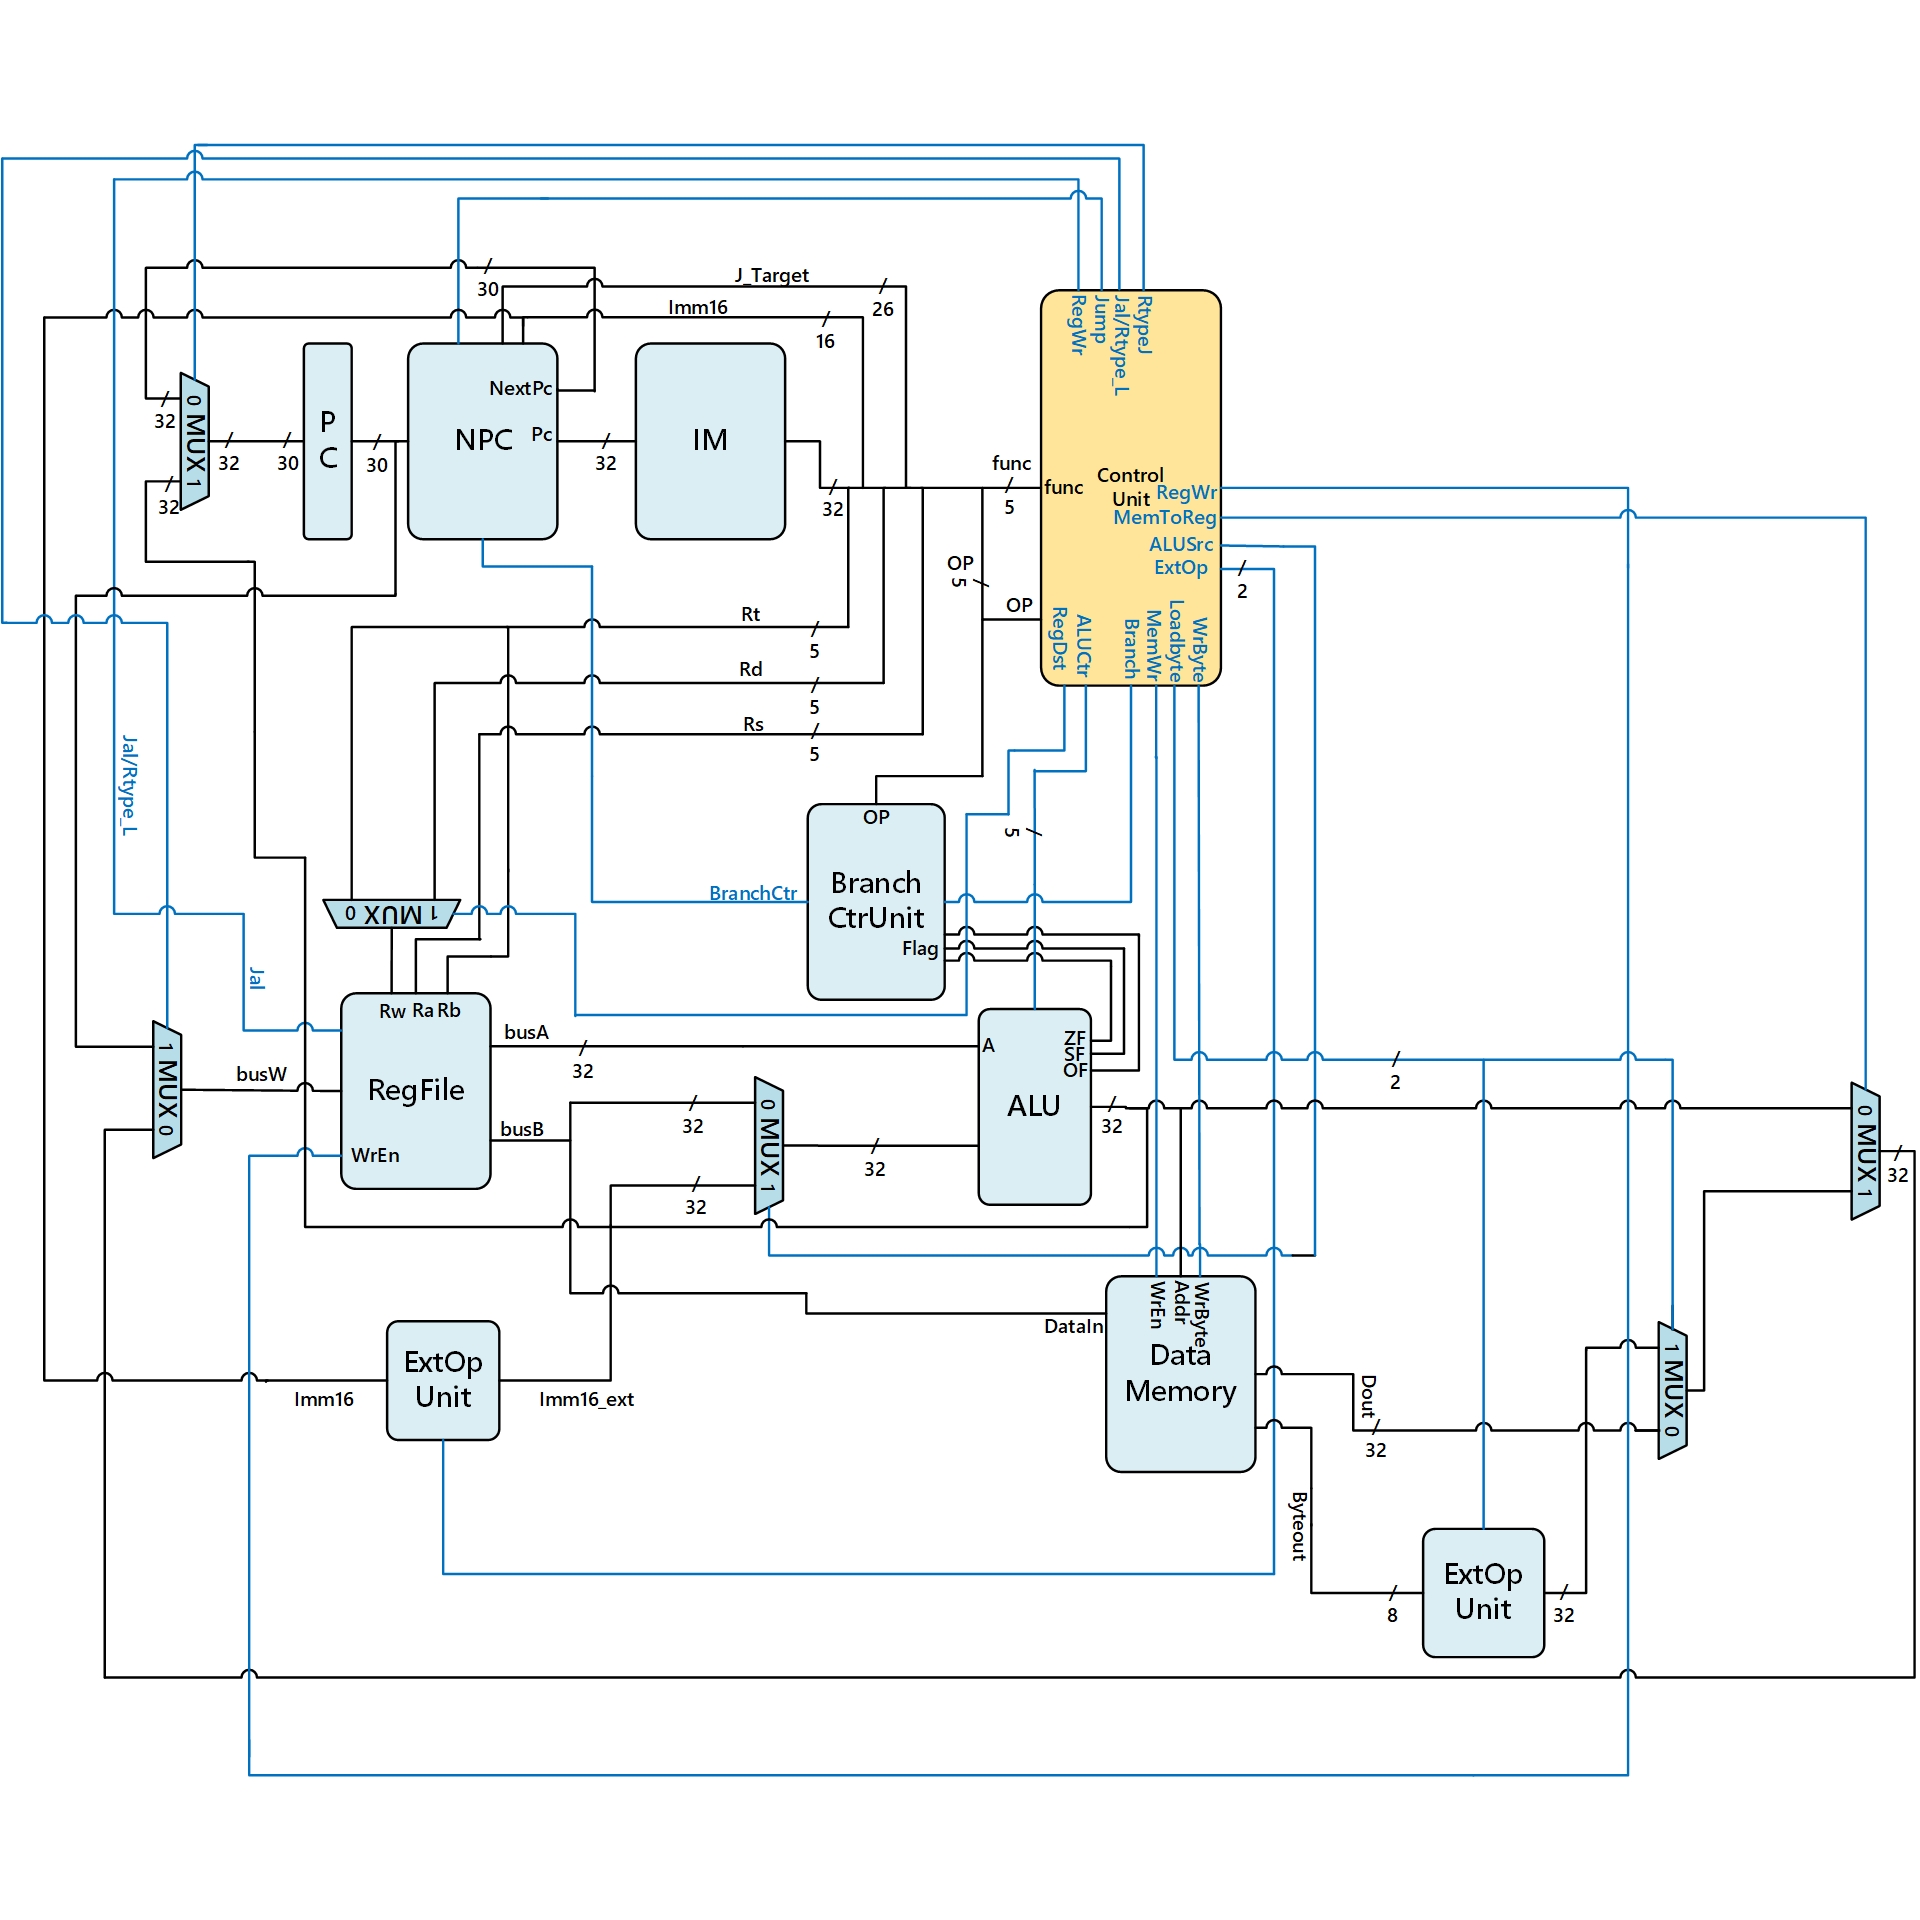 30
J_Target
26
Imm16
16
RegWr
Jump
Jal/Rtype_L
RtypeJ
0 MUX 1
32
32
32
30
P
C
30
NPC
NextPc
Pc
32
IM
32
func
5
func
Control
Unit
RegWr
MemToReg
ALUSrc
ExtOp
2
OP
5
OP
RegDst
ALUCtr
Branch
MemWr
Loadbyte
WrByte
Rt
5
Rd
5
Rs
5
Jal/Rtype_L
OP
Branch
CtrUnit
Flag
BranchCtr
5
0 MUX 1
Jal
Rw Ra Rb
RegFile
WrEn
busW
1 MUX 0
busA
32
busB
32
32
0 MUX 1
32
A
ZF
SF
OF
ALU
32
2
0 MUX 1
32
ExtOp
Unit
Imm16
Imm16_ext
DataIn
WrEn
Addr
WrByte
Data
Memory
Dout
32
Byteout
8
1 MUX 0
ExtOp
Unit
32